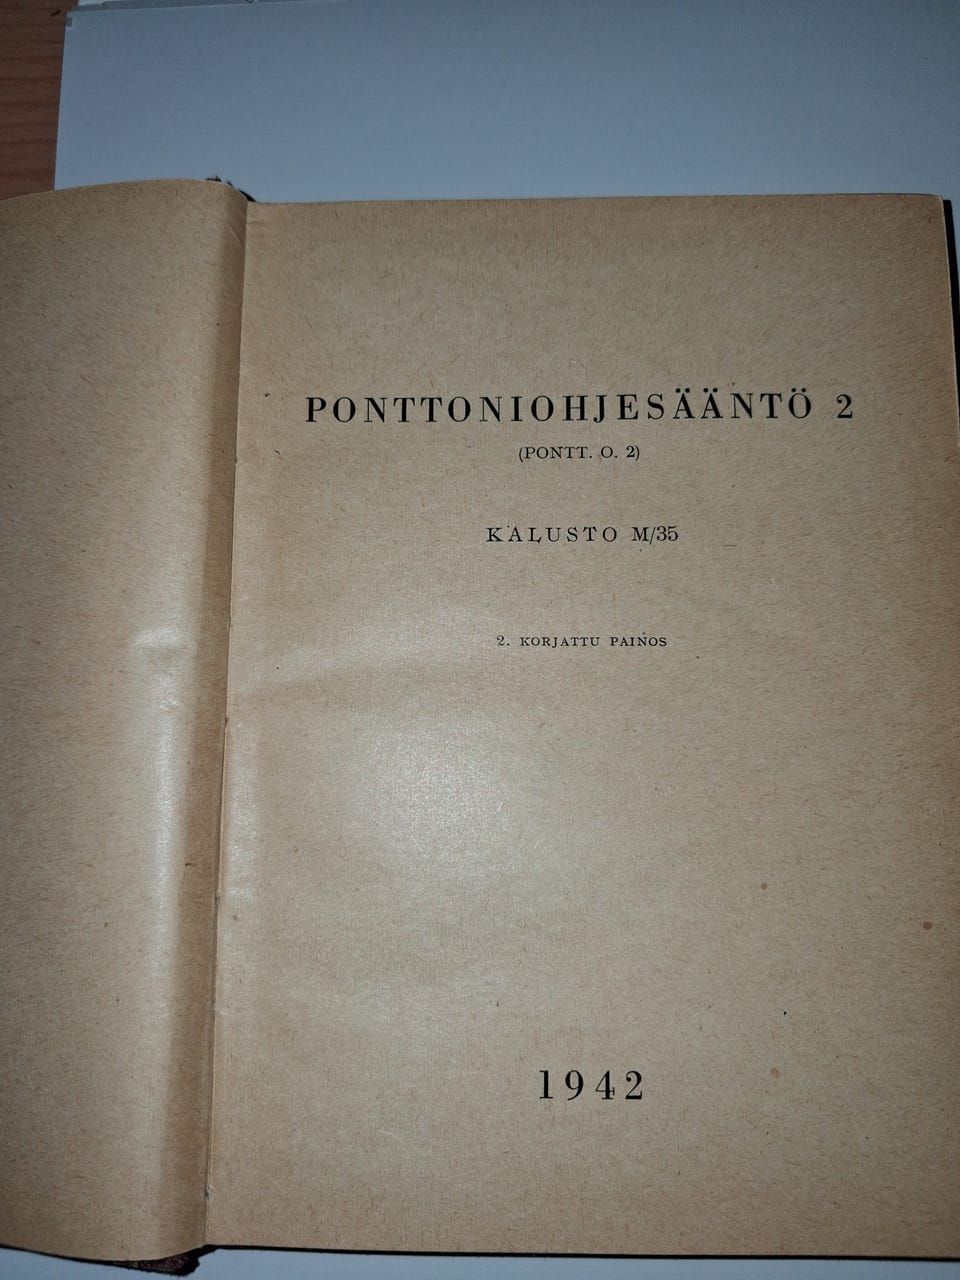 PONTTONIOHJESÄÄNTÖ 2
(PONTT. O. 2)
KALUSTO M/35
2. KORJATTU PAINOS
1942